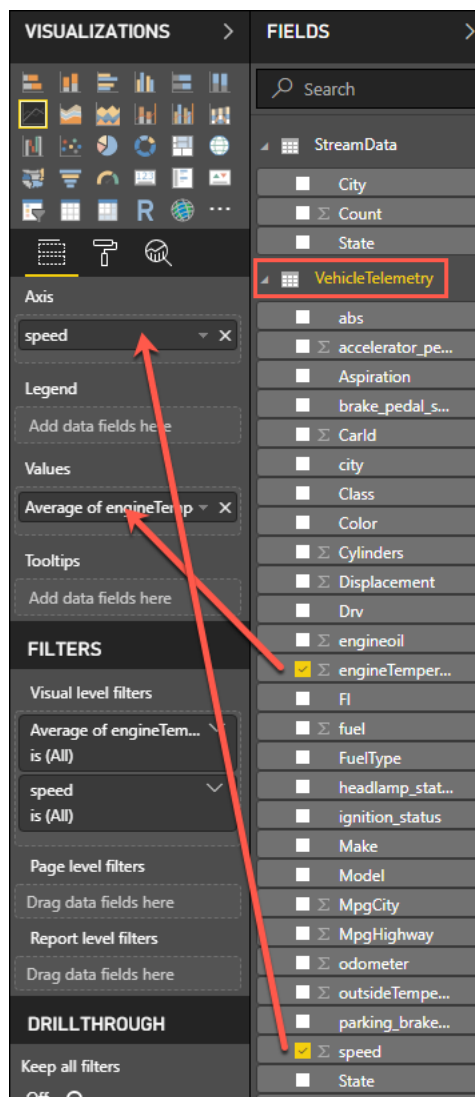 VISUALIZATIONS
R
Axis
speed
Legend
Add data fields here
Values
Average of engineTemp
Tooltips
Add data fields here
FILTERS
Visual level filters
Average of engineTem...
is (All)
speed
is (All)
Page level filters
Drag data fields here
Report level filters
Drag data fields here
DRILLTHROUGH
Keep all filters
Off
FIELDS
Search
StreamData
City
Σ Count
State
VehicleTelemetry
abs
Σ accelerator_pe...
Aspiration
brake_pedal_s...
Σ CarId
city
Class
Color
Σ Cylinders
Σ Displacement
Drv
Σ engineoil
Σ engineTemper...
FI
Σ fuel
FuelType
headlamp_stat...
ignition_status
Make
Model
Σ MpgCity
Σ MpgHighway
Σ odometer
Σ outsideTempe...
parking_brake...
Σ speed
State